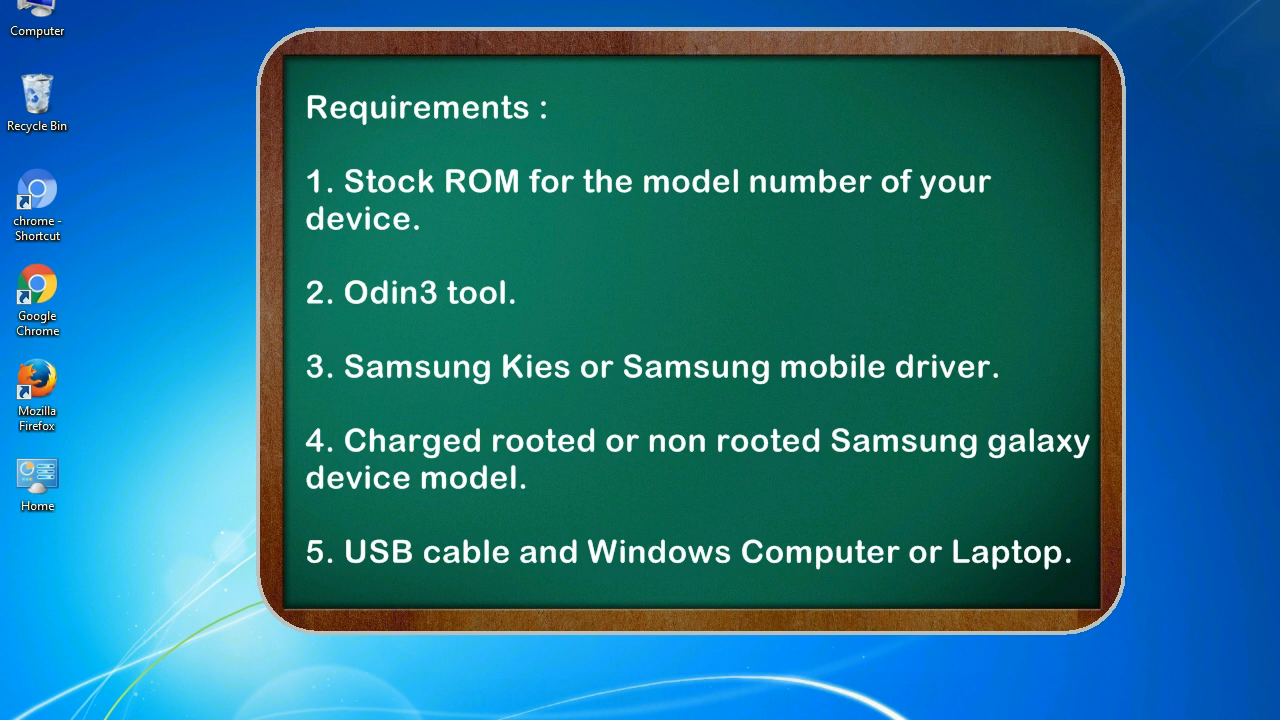 Computer
Recycle Bin
chrome -
Shortcut
Google
Chrome
Mozilla
Firefox
Home
Requirements :
1. Stock ROM for the model number of your
device.
2. Odin3 tool.
3. Samsung Kies or Samsung mobile driver.
4. Charged rooted or non rooted Samsung galaxy
device model.
5. USB cable and Windows Computer or Laptop.